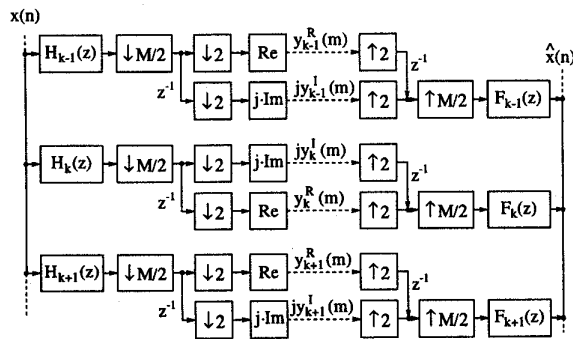 x(n)
H_{k-1}(z) ↓M/2 ↓2 Re y^R_{k-1}(m) ↑2
z^{-1} ↓2 j·Im jy^I_{k-1}(m) ↑2 z^{-1} ↑M/2 F_{k-1}(z) x̂(n)
H_k(z) ↓M/2 ↓2 j·Im jy^I_k(m) ↑2
z^{-1} ↓2 Re y^R_k(m) ↑2 z^{-1} ↑M/2 F_k(z)
H_{k+1}(z) ↓M/2 ↓2 Re y^R_{k+1}(m) ↑2
z^{-1} ↓2 j·Im jy^I_{k+1}(m) ↑2 z^{-1} ↑M/2 F_{k+1}(z)